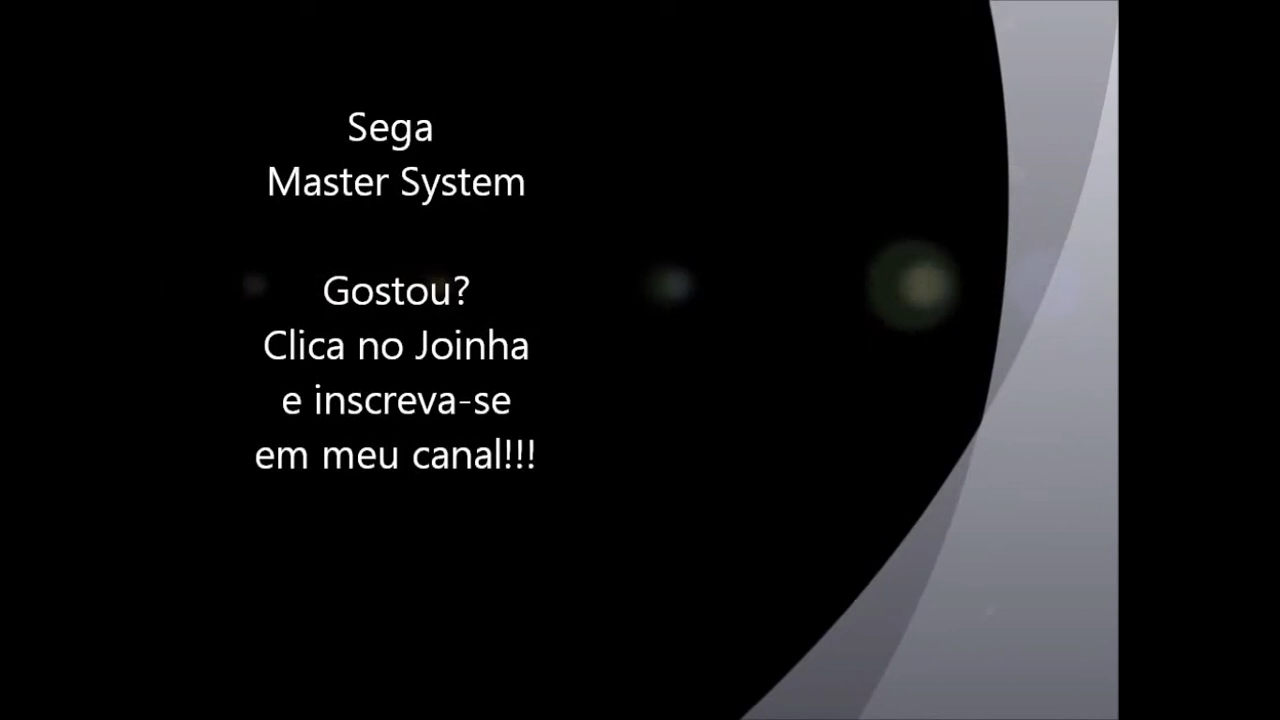 Sega
Master System
Gostou?
Clica no Joinha
e inscreva-se
em meu canal!!!